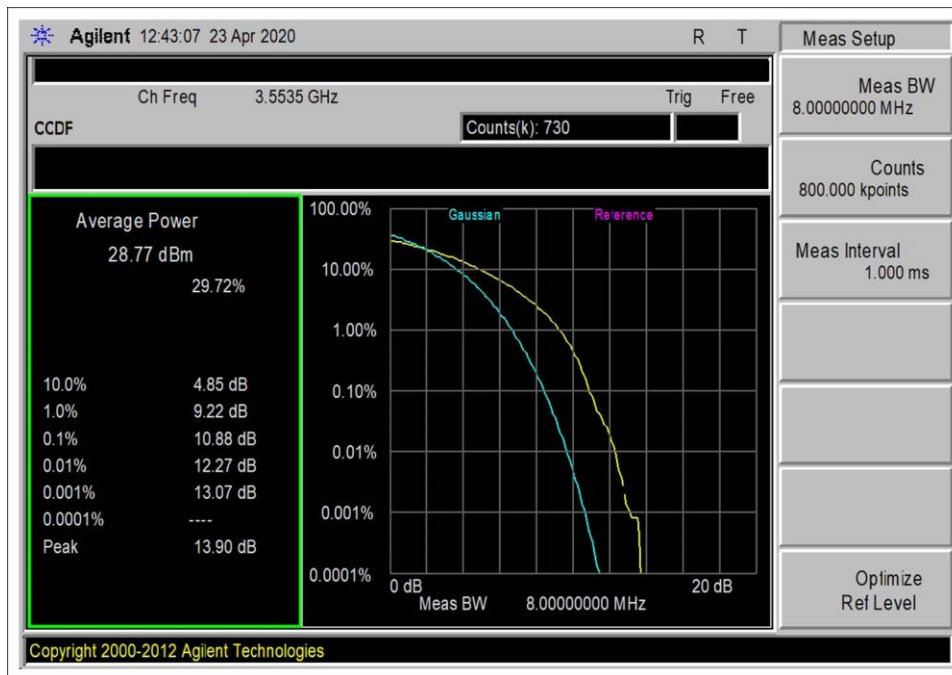 Agilent 12:43:07 23 Apr 2020 R T Meas Setup
Ch Freq 3.5535 GHz Trig Free
CCDF Counts(k): 730
Meas BW
8.00000000 MHz
Counts
800.000 kpoints
Meas Interval
1.000 ms
Optimize
Ref Level
Average Power
28.77 dBm
29.72%
10.0% 4.85 dB
1.0% 9.22 dB
0.1% 10.88 dB
0.01% 12.27 dB
0.001% 13.07 dB
0.0001% ----
Peak 13.90 dB
Gaussian Reference
100.00%
10.00%
1.00%
0.10%
0.01%
0.001%
0.0001%
0 dB 20 dB
Meas BW 8.00000000 MHz
Copyright 2000-2012 Agilent Technologies